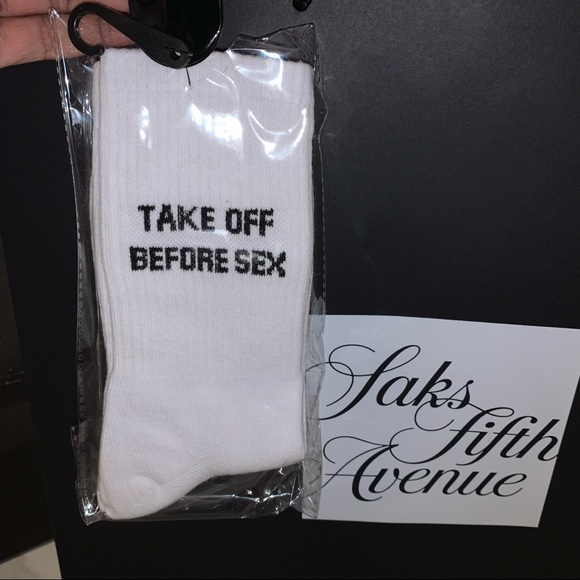 TAKE OFF
BEFORE SEX
Saks
Fifth
Avenue